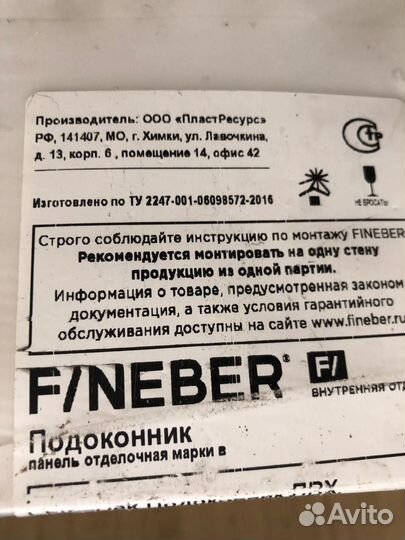 Производитель: ООО «ПластРесурс»
РФ, 141407, МО, г. Химки, ул. Лавочкина,
д. 13, корп. 6 , помещение 14, офис 42
тр
НЕ БРОСАТЬ!
Изготовлено по ТУ 2247-001-06098572-2016
Строго соблюдайте инструкцию по монтажу FINEBER
Рекомендуется монтировать на одну стену
продукцию из одной партии.
Информация о товаре, предусмотренная законом
документация, а также условия гарантийного
обслуживания доступны на сайте www.fineber.ru
F/NEBER® F/
ВНУТРЕННЯЯ ОТД
Подоконник
панель отделочная марки в
ПВХ
Avito